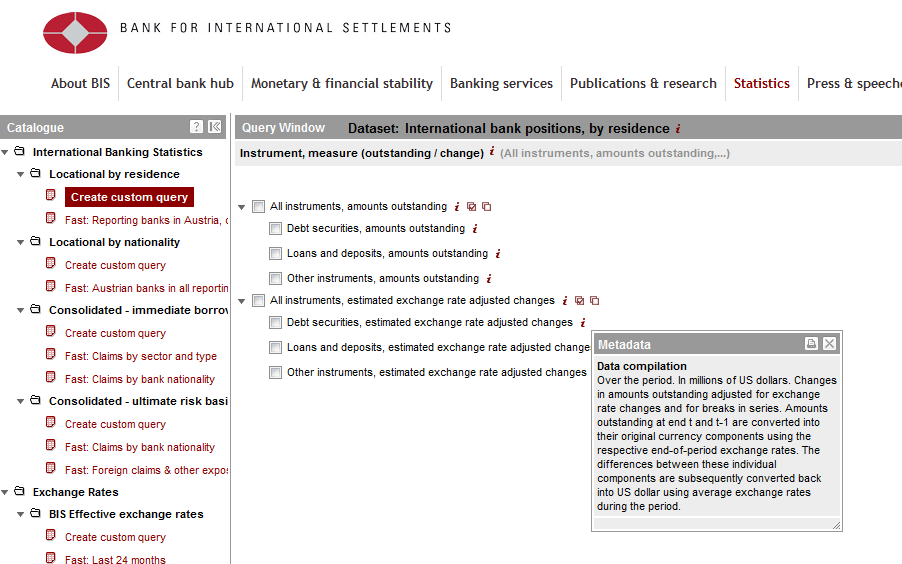 BANK FOR INTERNATIONAL SETTLEMENTS
About BIS Central bank hub Monetary & financial stability Banking services Publications & research Statistics Press & speeche
Catalogue ?
International Banking Statistics
Locational by residence
Create custom query
Fast: Reporting banks in Austria, c
Locational by nationality
Create custom query
Fast: Austrian banks in all reportin
Consolidated - immediate borrow
Create custom query
Fast: Claims by sector and type
Fast: Claims by bank nationality
Consolidated - ultimate risk basi
Create custom query
Fast: Claims by bank nationality
Fast: Foreign claims & other expos
Exchange Rates
BIS Effective exchange rates
Create custom query
Fast: Last 24 months
Query Window Dataset: International bank positions, by residence i
Instrument, measure (outstanding / change) i (All instruments, amounts outstanding,...)
All instruments, amounts outstanding i
Debt securities, amounts outstanding i
Loans and deposits, amounts outstanding i
Other instruments, amounts outstanding i
All instruments, estimated exchange rate adjusted changes i
Debt securities, estimated exchange rate adjusted changes i
Loans and deposits, estimated exchange rate adjusted changes
Other instruments, estimated exchange rate adjusted changes
Metadata
Data compilation
Over the period. In millions of US dollars. Changes
in amounts outstanding adjusted for exchange
rate changes and for breaks in series. Amounts
outstanding at end t and t-1 are converted into
their original currency components using the
respective end-of-period exchange rates. The
differences between these individual
components are subsequently converted back
into US dollar using average exchange rates
during the period.